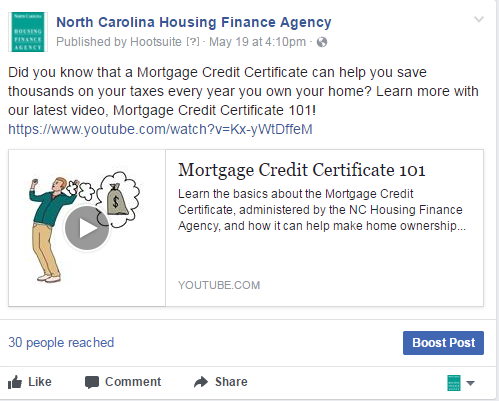 NORTH CAROLINA
HOUSING
FINANCE
AGENCY
North Carolina Housing Finance Agency
Published by Hootsuite [?] · May 19 at 4:10pm ·
Did you know that a Mortgage Credit Certificate can help you save
thousands on your taxes every year you own your home? Learn more with
our latest video, Mortgage Credit Certificate 101!
https://www.youtube.com/watch?v=Kx-yWtDffeM
$
Mortgage Credit Certificate 101
Learn the basics about the Mortgage Credit
Certificate, administered by the NC Housing Finance
Agency, and how it can help make home ownership...
YOUTUBE.COM
30 people reached
Boost Post
Like Comment Share